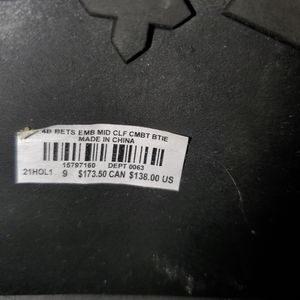 4B BETS EMB MID CLF CMBT BTIE
MADE IN CHINA
15797160 DEPT 0063
21HOL1 9 $173.50 CAN $138.00 US